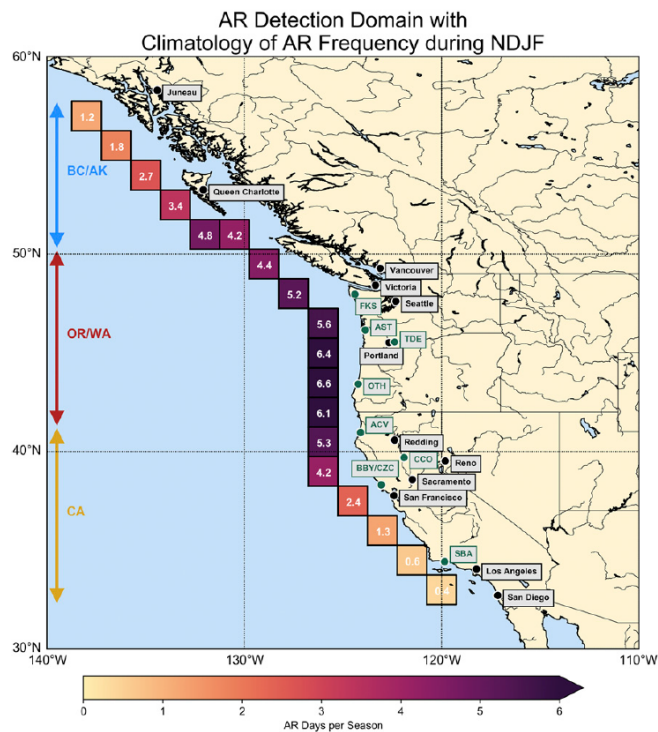 AR Detection Domain with
Climatology of AR Frequency during NDJF
60°N
Juneau
1.2
1.8
BC/AK
2.7
Queen Charlotte
3.4
4.8 4.2
50°N
4.4
Vancouver
5.2
Victoria
FKS
Seattle
5.6
AST
OR/WA
TDE
6.4
Portland
6.6
OTH
6.1
ACV
5.3
Redding
40°N
4.2
BBY/CZC
CCO
Reno
Sacramento
2.4
San Francisco
CA
1.3
0.6
SBA
Los Angeles
0.4
San Diego
30°N
140°W 130°W 120°W 110°W
0 1 2 3 4 5 6
AR Days per Season